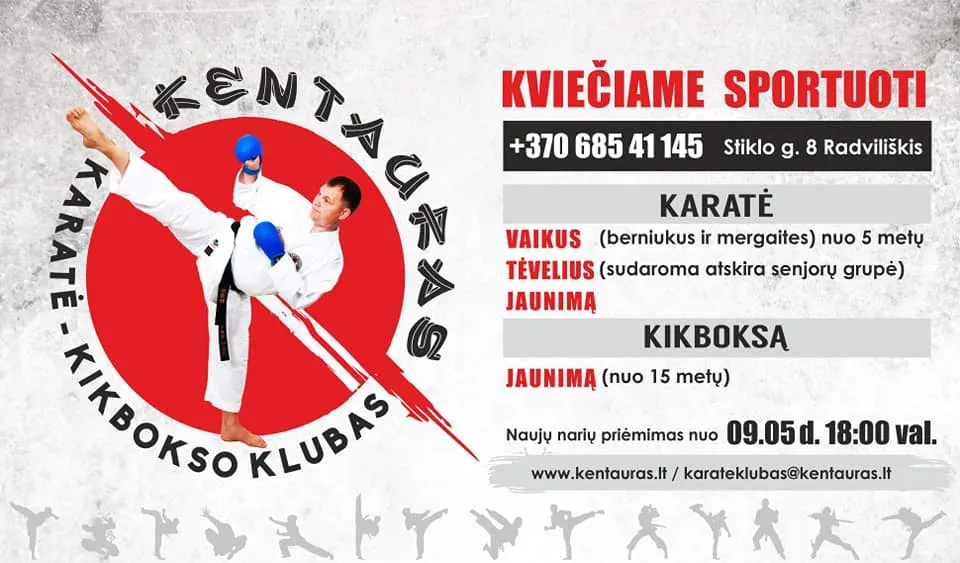 KENTAURAS
KARATĖ - KIKBOKSO KLUBAS
KVIEČIAME SPORTUOTI
+370 685 41 145 Stiklo g. 8 Radviliškis
KARATĖ
VAIKUS (berniukus ir mergaites) nuo 5 metų
TĖVELIUS (sudaroma atskira senjorų grupė)
JAUNIMĄ
KIKBOKSĄ
JAUNIMĄ (nuo 15 metų)
Naujų narių priėmimas nuo 09.05 d. 18:00 val.
www.kentauras.lt / karateklubas@kentauras.lt